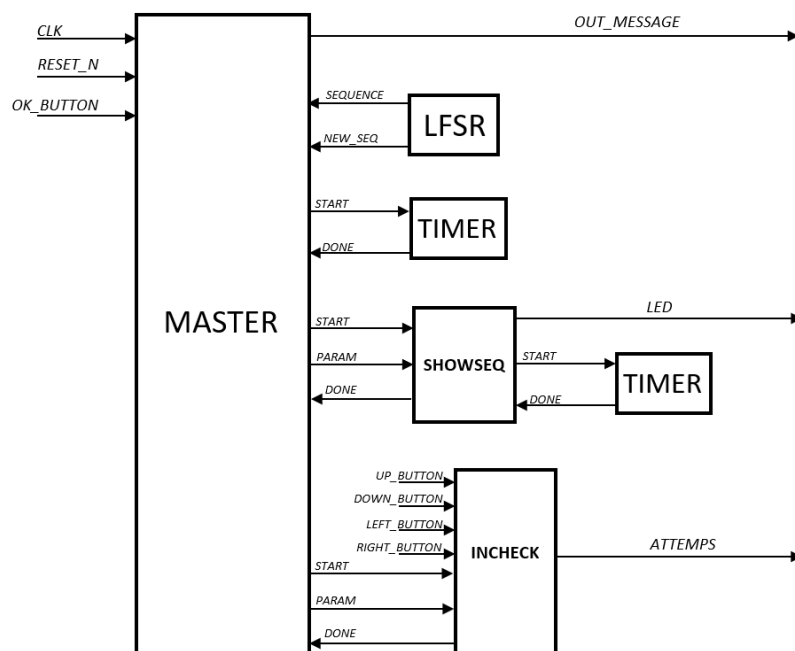 CLK
RESET_N
OK_BUTTON
MASTER
OUT_MESSAGE
SEQUENCE
NEW_SEQ
LFSR
START
DONE
TIMER
START
PARAM
DONE
SHOWSEQ
LED
START
DONE
TIMER
UP_BUTTON
DOWN_BUTTON
LEFT_BUTTON
RIGHT_BUTTON
START
PARAM
DONE
INCHECK
ATTEMPS